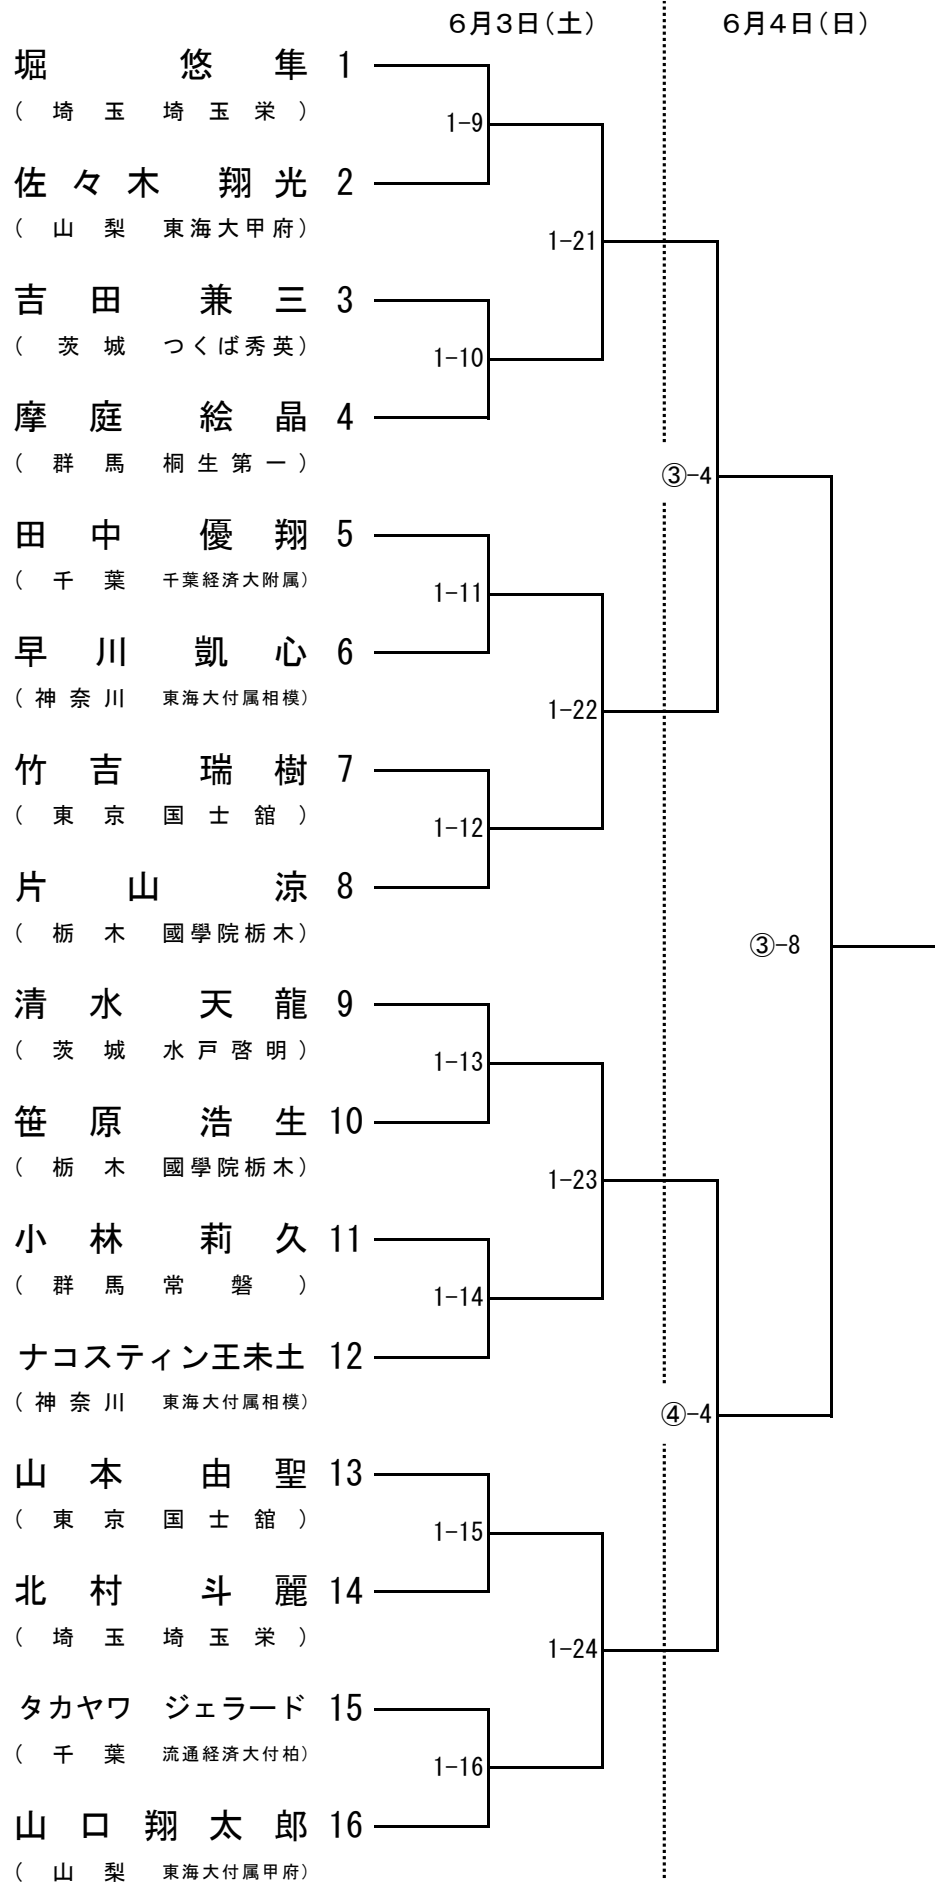 6月3日(土) 6月4日(日)
堀 悠隼 1
(埼玉 埼玉栄)
1-9
佐々木 翔光 2
(山梨 東海大甲府)
1-21
吉田 兼三 3
(茨城 つくば秀英)
1-10
摩庭 絵晶 4
(群馬 桐生第一)
③-4
田中 優翔 5
(千葉 千葉経済大附属)
1-11
早川 凱心 6
(神奈川 東海大付属相模)
1-22
竹吉 瑞樹 7
(東京 国士舘)
1-12
片山 涼 8
(栃木 國學院栃木)
③-8
清水 天龍 9
(茨城 水戸啓明)
1-13
笹原 浩生 10
(栃木 國學院栃木)
1-23
小林 莉久 11
(群馬 常磐)
1-14
ナコスティン王未土 12
(神奈川 東海大付属相模)
④-4
山本 由聖 13
(東京 国士舘)
1-15
北村 斗麗 14
(埼玉 埼玉栄)
1-24
タカヤワ ジェラード 15
(千葉 流通経済大付柏)
1-16
山口翔太郎 16
(山梨 東海大付属甲府)